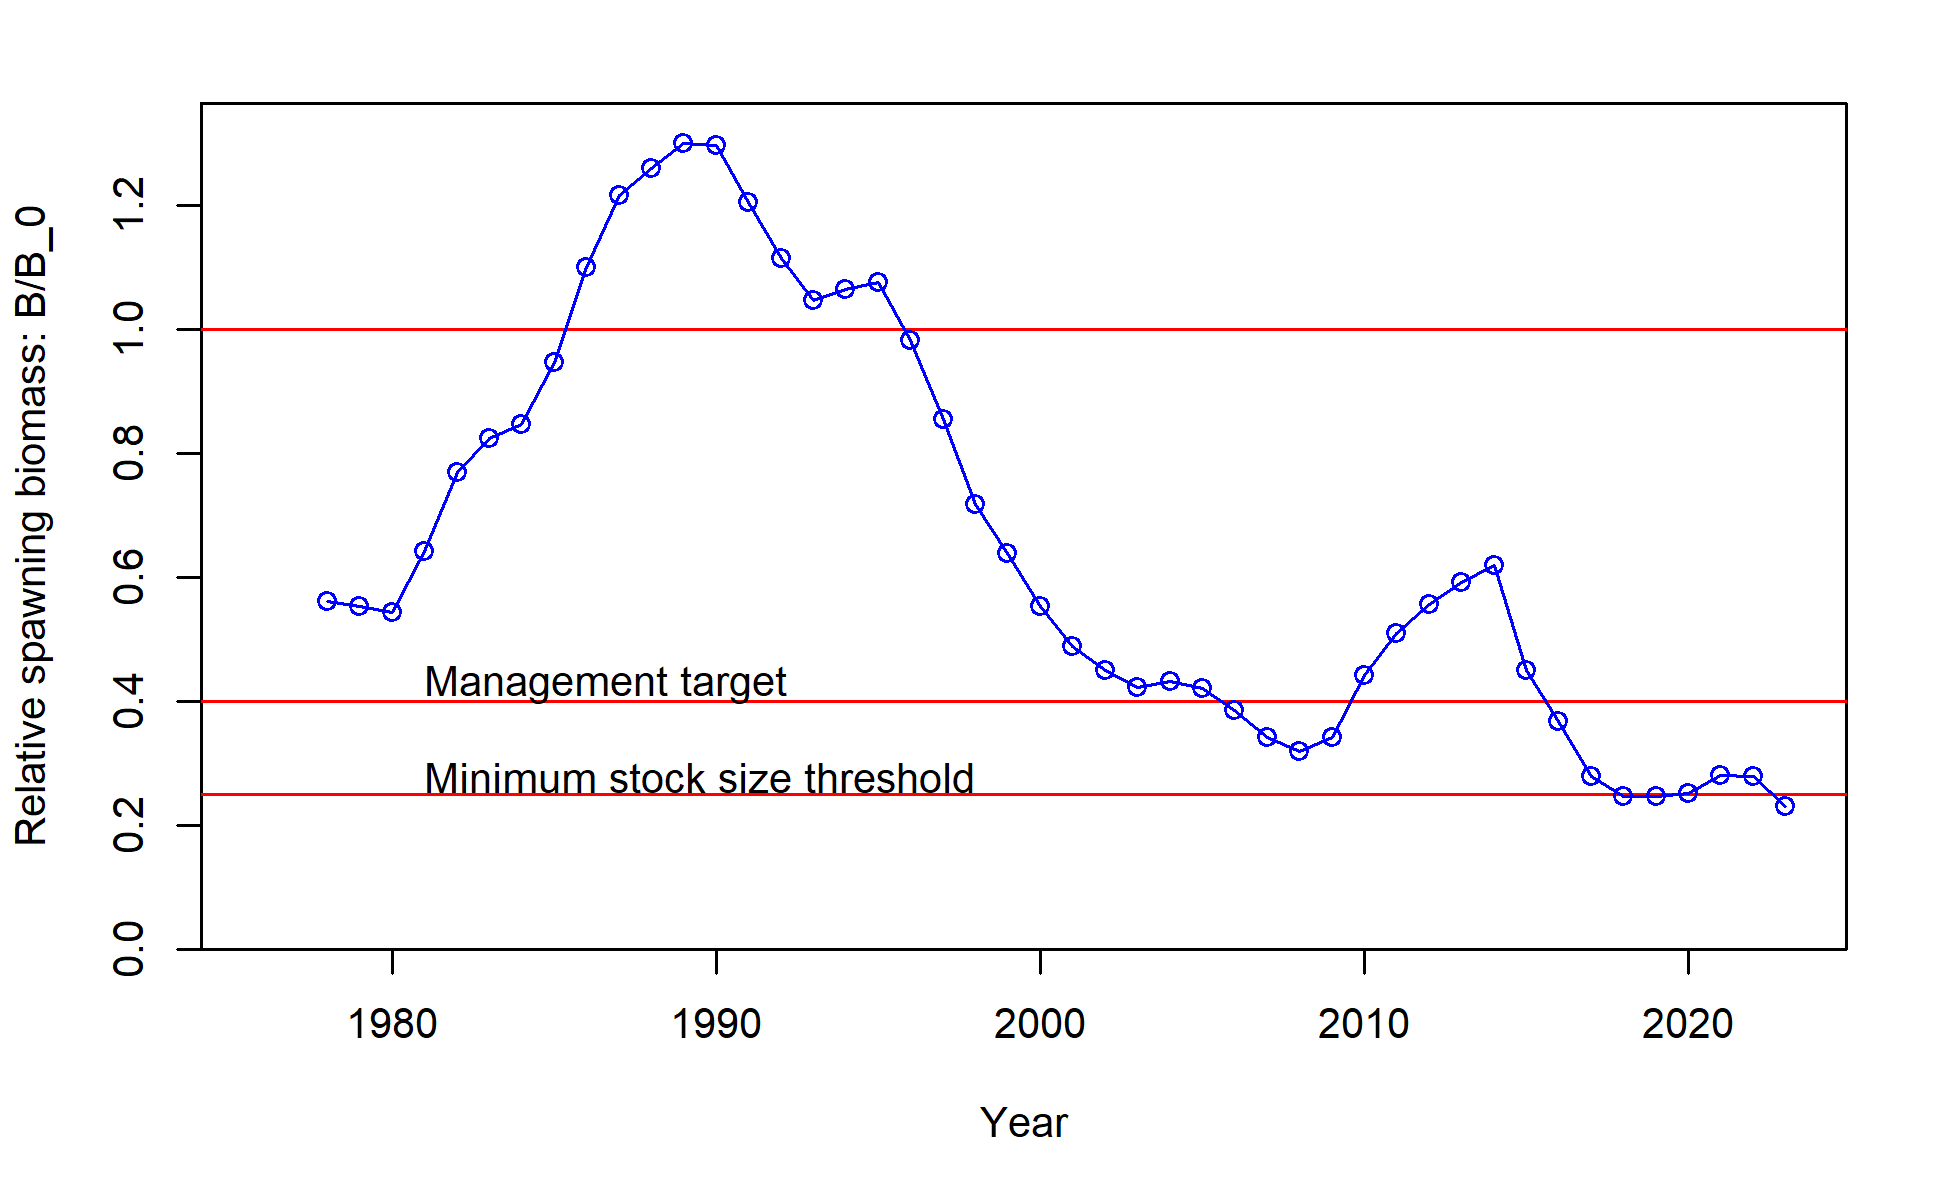 Relative spawning biomass: B/B_0
1.2
1.0
0.8
0.6
0.4
0.2
0.0
Management target
Minimum stock size threshold
1980 1990 2000 2010 2020
Year